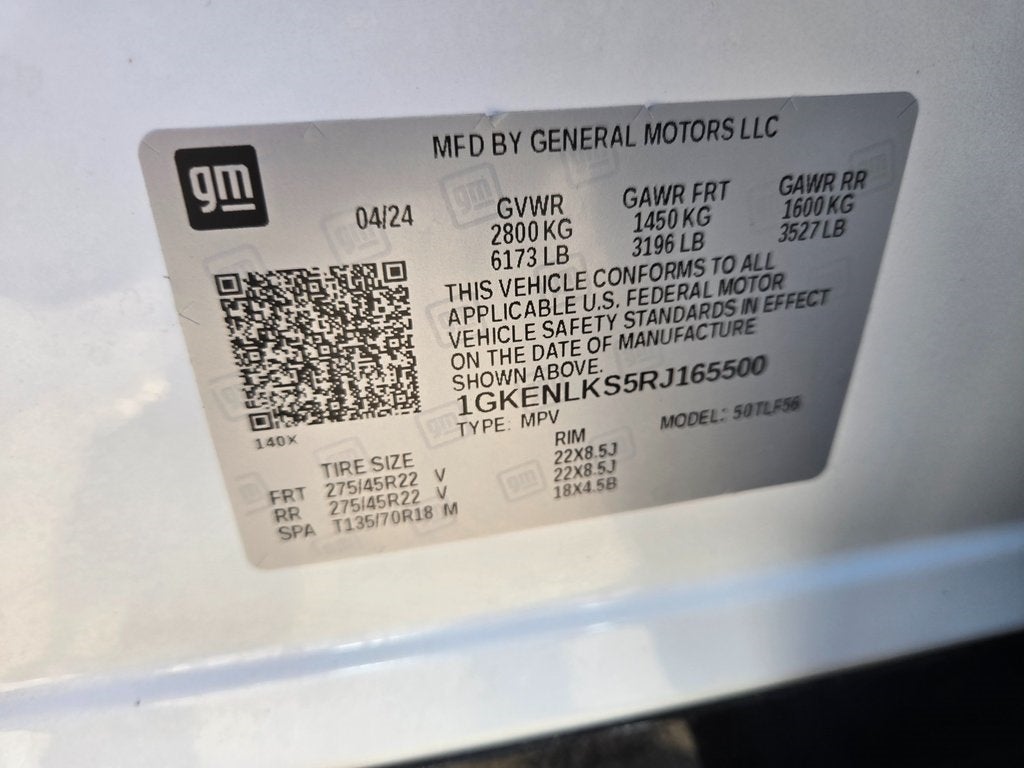 gm
MFD BY GENERAL MOTORS LLC
04/24
GVWR
2800 KG
6173 LB
GAWR FRT
1450 KG
3196 LB
GAWR RR
1600 KG
3527 LB
THIS VEHICLE CONFORMS TO ALL
APPLICABLE U.S. FEDERAL MOTOR
VEHICLE SAFETY STANDARDS IN EFFECT
ON THE DATE OF MANUFACTURE
SHOWN ABOVE.
1GKENLKS5RJ165500
TYPE: MPV
MODEL: 50TLF56
140X
TIRE SIZE
RIM
FRT 275/45R22 V 22X8.5J
RR 275/45R22 V 22X8.5J
SPA T135/70R18 M 18X4.5B